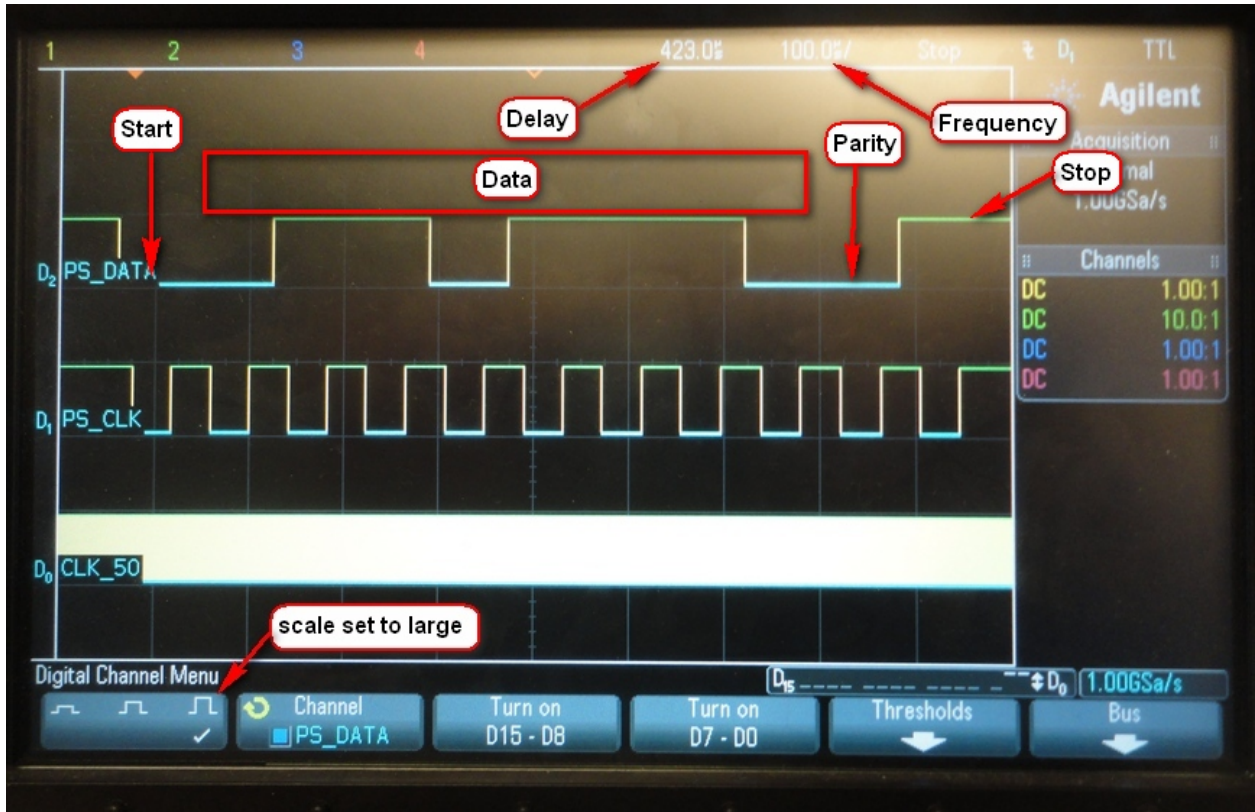 1 2 3 4 423.0s 100.0s/ Stop D1 TTL
Delay
Frequency
Agilent
Start
Parity
Acquisition
Data
Stop
1.00GSa/s
D2 PS_DATA
Channels
DC 1.00:1
DC 10.0:1
DC 1.00:1
DC 1.00:1
D1 PS_CLK
D0 CLK_50
scale set to large
Digital Channel Menu
D15 D0 1.00GSa/s
Channel
PS_DATA
Turn on
D15 - D8
Turn on
D7 - D0
Thresholds
Bus